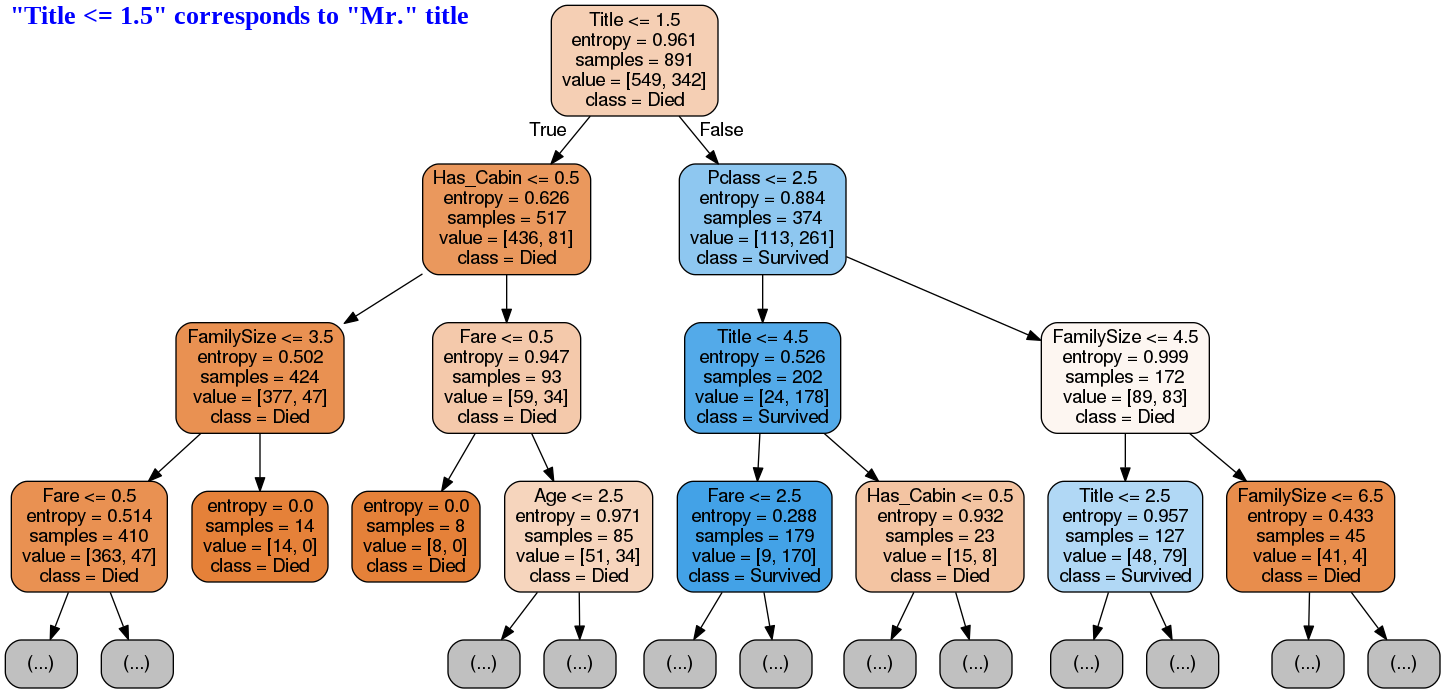 "Title <= 1.5" corresponds to "Mr." title
Title <= 1.5
entropy = 0.961
samples = 891
value = [549, 342]
class = Died
True
False
Has_Cabin <= 0.5
entropy = 0.626
samples = 517
value = [436, 81]
class = Died
Pclass <= 2.5
entropy = 0.884
samples = 374
value = [113, 261]
class = Survived
FamilySize <= 3.5
entropy = 0.502
samples = 424
value = [377, 47]
class = Died
Fare <= 0.5
entropy = 0.947
samples = 93
value = [59, 34]
class = Died
Title <= 4.5
entropy = 0.526
samples = 202
value = [24, 178]
class = Survived
FamilySize <= 4.5
entropy = 0.999
samples = 172
value = [89, 83]
class = Died
Fare <= 0.5
entropy = 0.514
samples = 410
value = [363, 47]
class = Died
entropy = 0.0
samples = 14
value = [14, 0]
class = Died
entropy = 0.0
samples = 8
value = [8, 0]
class = Died
Age <= 2.5
entropy = 0.971
samples = 85
value = [51, 34]
class = Died
Fare <= 2.5
entropy = 0.288
samples = 179
value = [9, 170]
class = Survived
Has_Cabin <= 0.5
entropy = 0.932
samples = 23
value = [15, 8]
class = Died
Title <= 2.5
entropy = 0.957
samples = 127
value = [48, 79]
class = Survived
FamilySize <= 6.5
entropy = 0.433
samples = 45
value = [41, 4]
class = Died
(...)
(...)
(...)
(...)
(...)
(...)
(...)
(...)
(...)
(...)
(...)
(...)